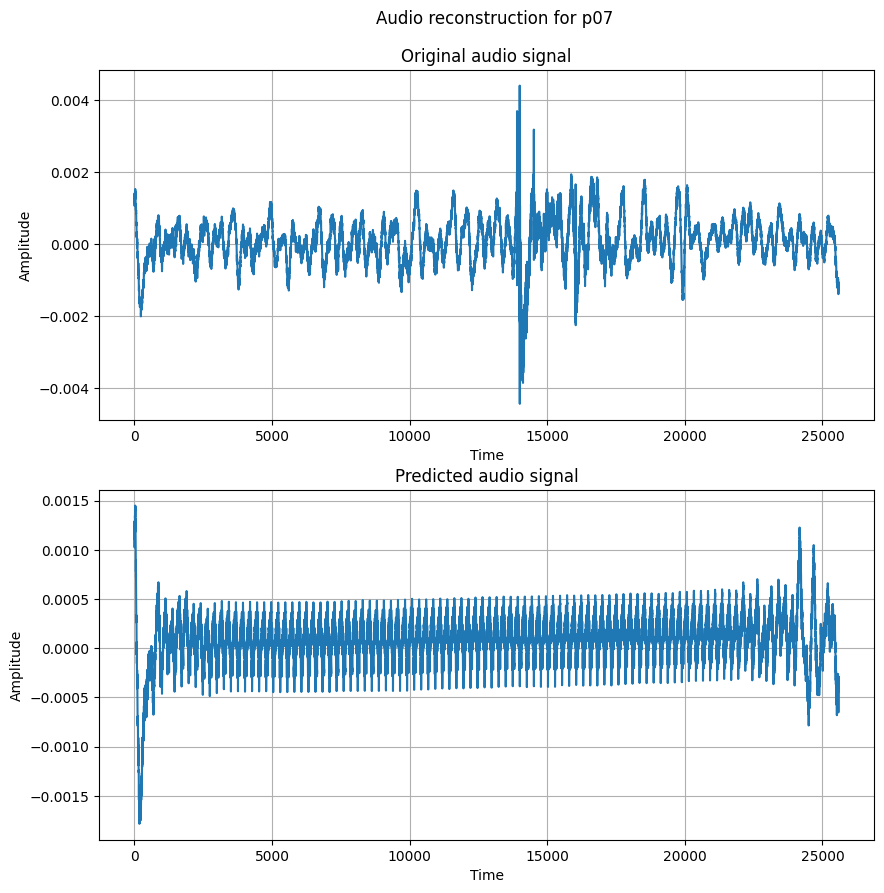 Audio reconstruction for p07
Original audio signal
0.004
0.002
0.000
−0.002
−0.004
Amplitude
0 5000 10000 15000 20000 25000
Time
Predicted audio signal
0.0015
0.0010
0.0005
0.0000
−0.0005
−0.0010
−0.0015
Amplitude
0 5000 10000 15000 20000 25000
Time